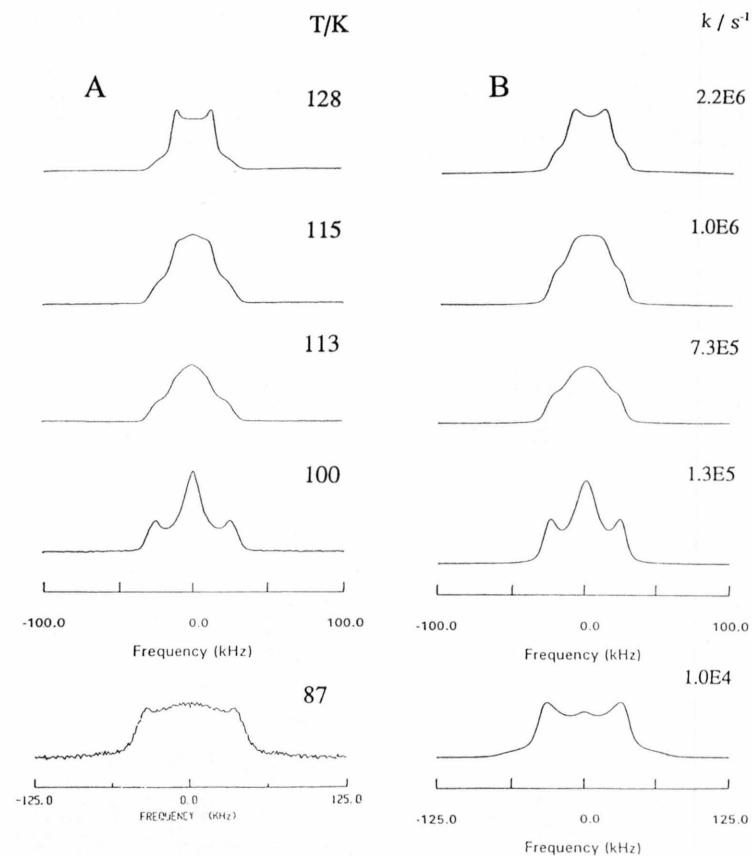 T/K
k / s⁻¹
A
128
B
2.2E6
115
1.0E6
113
7.3E5
100
1.3E5
-100.0 0.0 100.0
Frequency (kHz)
-100.0 0.0 100.0
Frequency (kHz)
87
1.0E4
-125.0 0.0 125.0
FREQUENCY (KHz)
-125.0 0.0 125.0
Frequency (kHz)